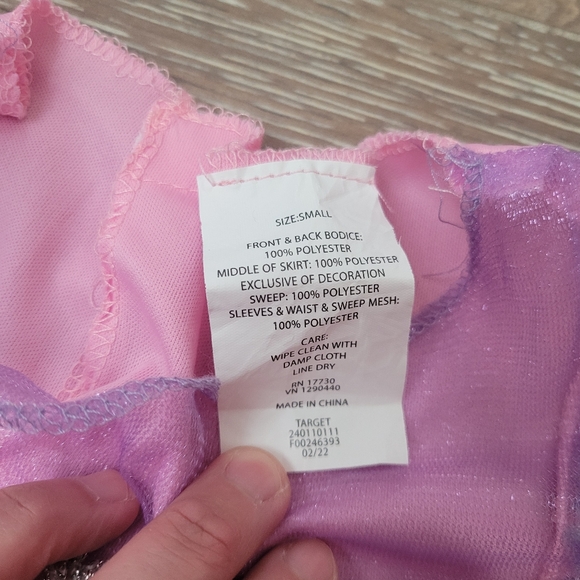 SIZE:SMALL
FRONT & BACK BODICE:
100% POLYESTER
MIDDLE OF SKIRT: 100% POLYESTER
EXCLUSIVE OF DECORATION
SWEEP: 100% POLYESTER
SLEEVES & WAIST & SWEEP MESH:
100% POLYESTER
CARE:
WIPE CLEAN WITH
DAMP CLOTH
LINE DRY
RN 17730
VN 1290440
MADE IN CHINA
TARGET
240110111
F00246393
02/22